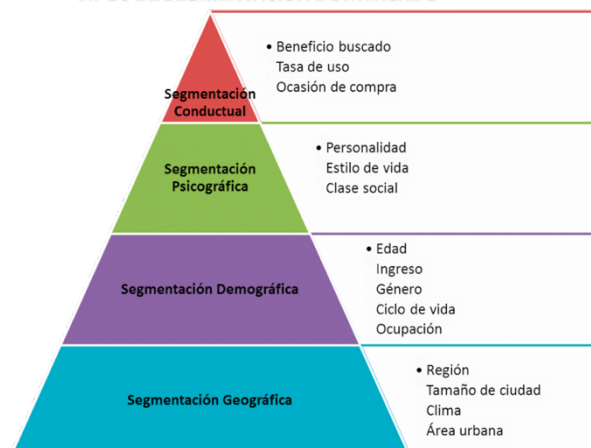 Segmentación
Conductual
• Beneficio buscado
Tasa de uso
Ocasión de compra
Segmentación
Psicográfica
• Personalidad
Estilo de vida
Clase social
Segmentación Demográfica
• Edad
Ingreso
Género
Ciclo de vida
Ocupación
Segmentación Geográfica
• Región
Tamaño de ciudad
Clima
Área urbana